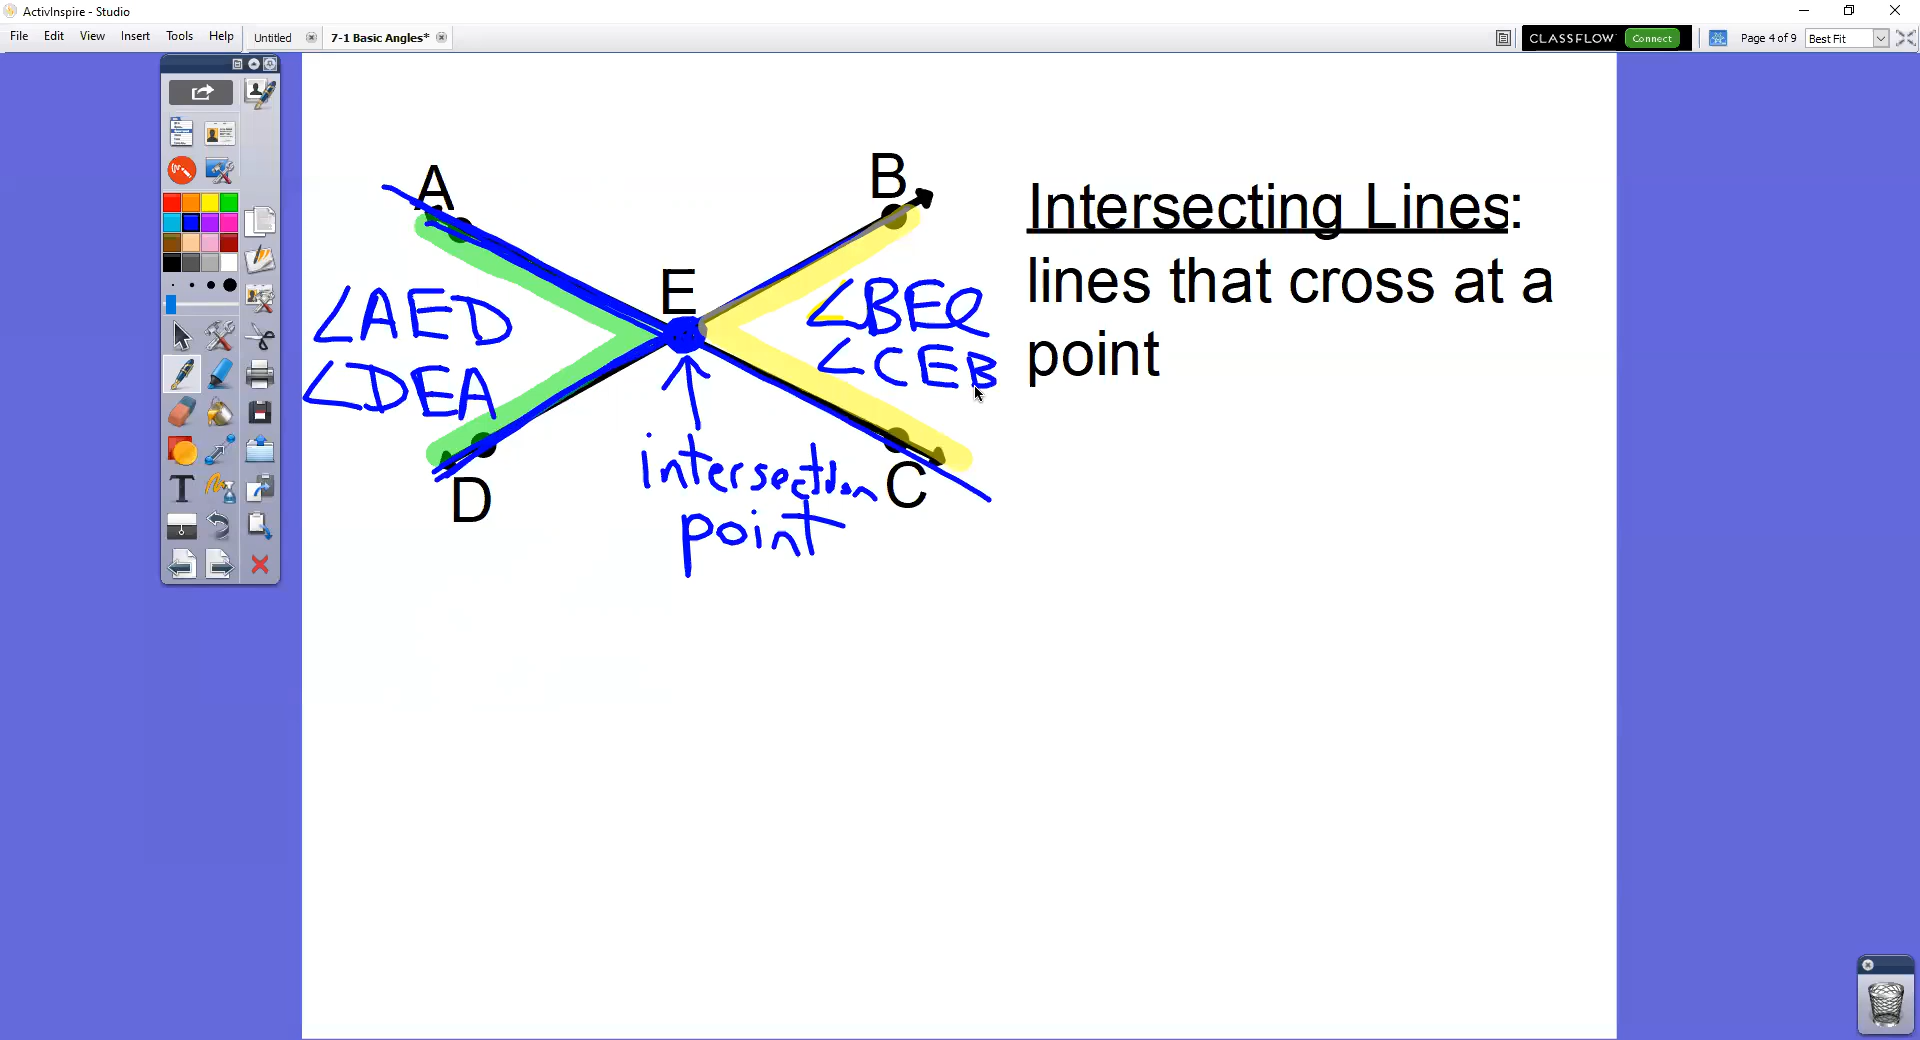 ActivInspire - Studio
File Edit View Insert Tools Help
Untitled
7-1 Basic Angles*
CLASSFLOW Connect
Page 4 of 9
Best Fit
A
B
E
∠AED
∠DEA
∠BEC
∠CEB
D
C
intersection
point
Intersecting Lines:
lines that cross at a
point
T